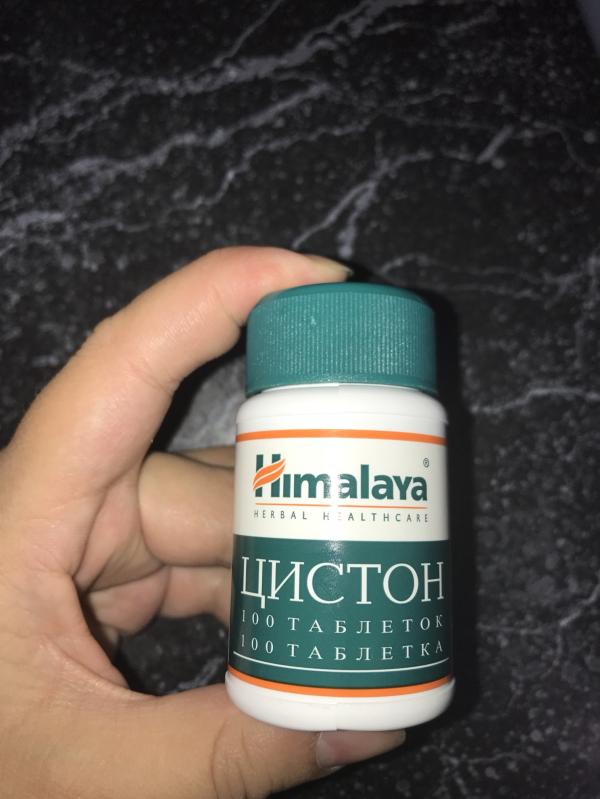 Himalaya®
HERBAL HEALTHCARE
ЦИСТОН
100 ТАБЛЕТОК
100 ТАБЛЕТКА